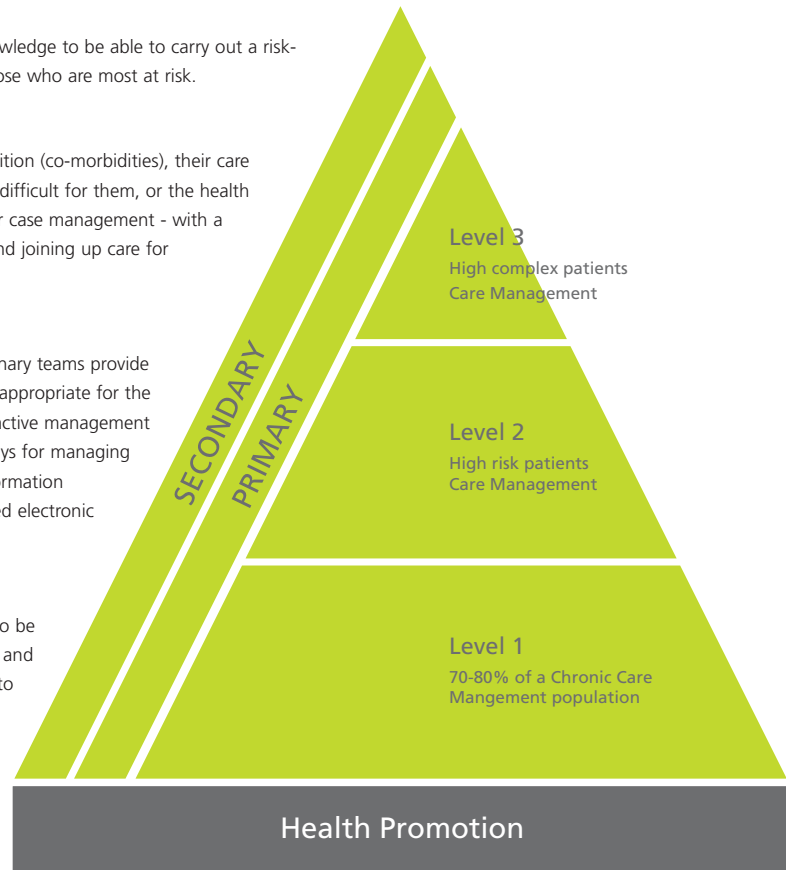 wledge to be able to carry out a risk-
ose who are most at risk.
ition (co-morbidities), their care
difficult for them, or the health
r case management - with a
nd joining up care for
nary teams provide
appropriate for the
active management
ys for managing
ormation
ed electronic
o be
and
to
SECONDARY
PRIMARY
Level 3
High complex patients
Care Management
Level 2
High risk patients
Care Management
Level 1
70-80% of a Chronic Care
Mangement population
Health Promotion